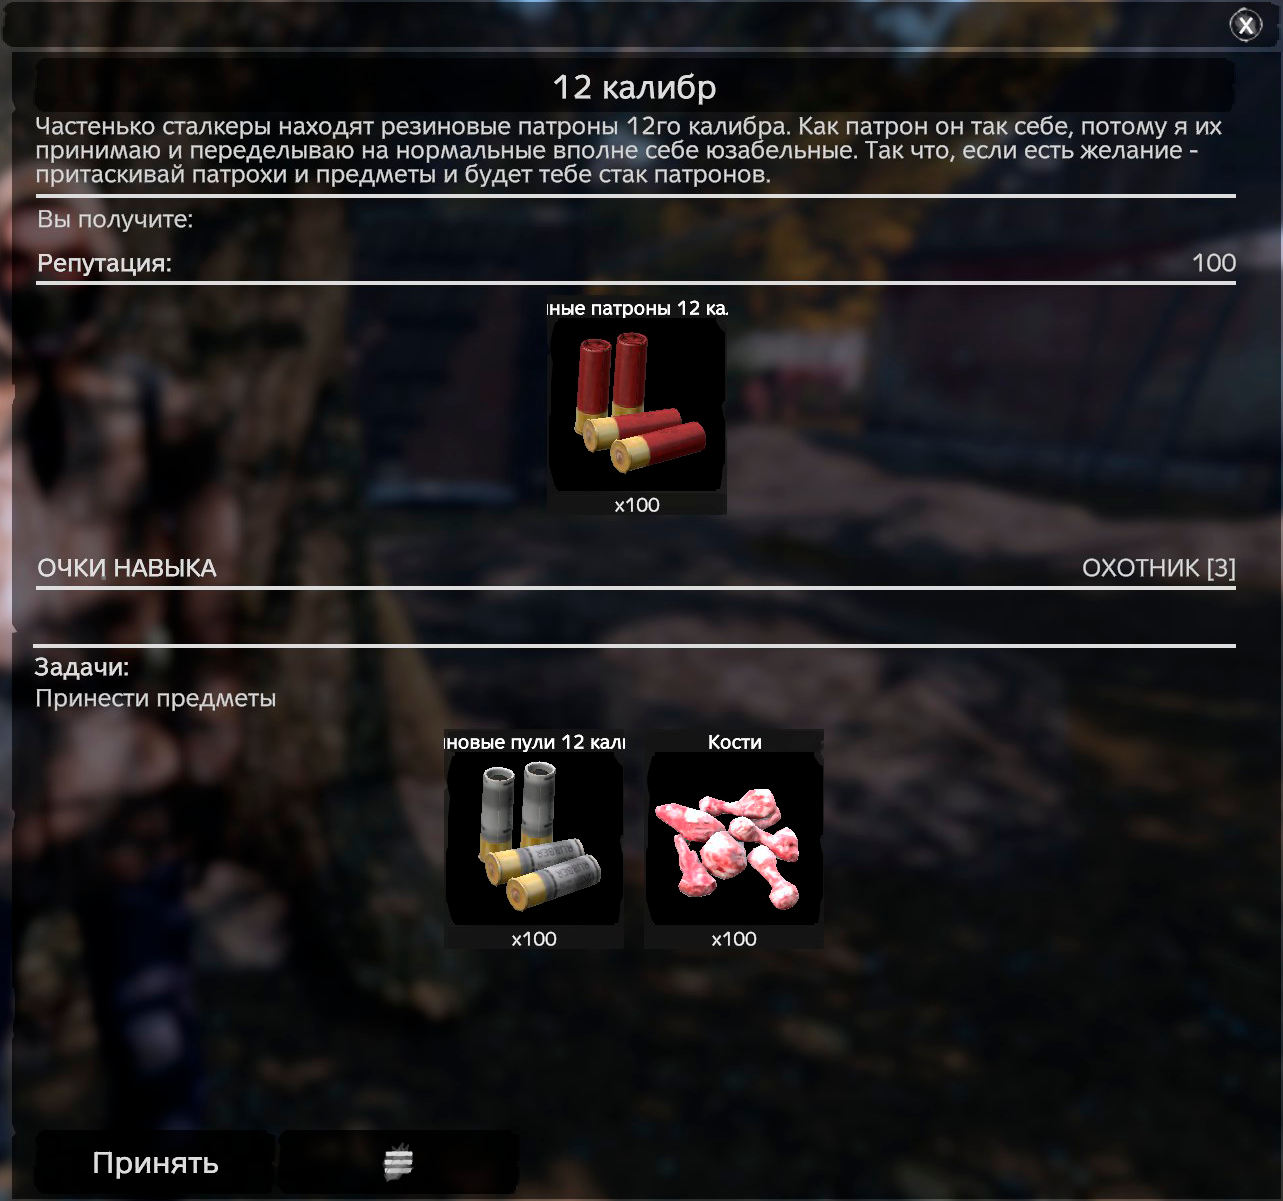 X
12 калибр
Частенько сталкеры находят резиновые патроны 12го калибра. Как патрон он так себе, потому я их
принимаю и переделываю на нормальные вполне себе юзабельные. Так что, если есть желание -
притаскивай патрохи и предметы и будет тебе стак патронов.
Вы получите:
Репутация: 100
ные патроны 12 ка
x100
ОЧКИ НАВЫКА ОХОТНИК [3]
Задачи:
Принести предметы
новые пули 12 кал Кости
RUBBER
x100 x100
Принять